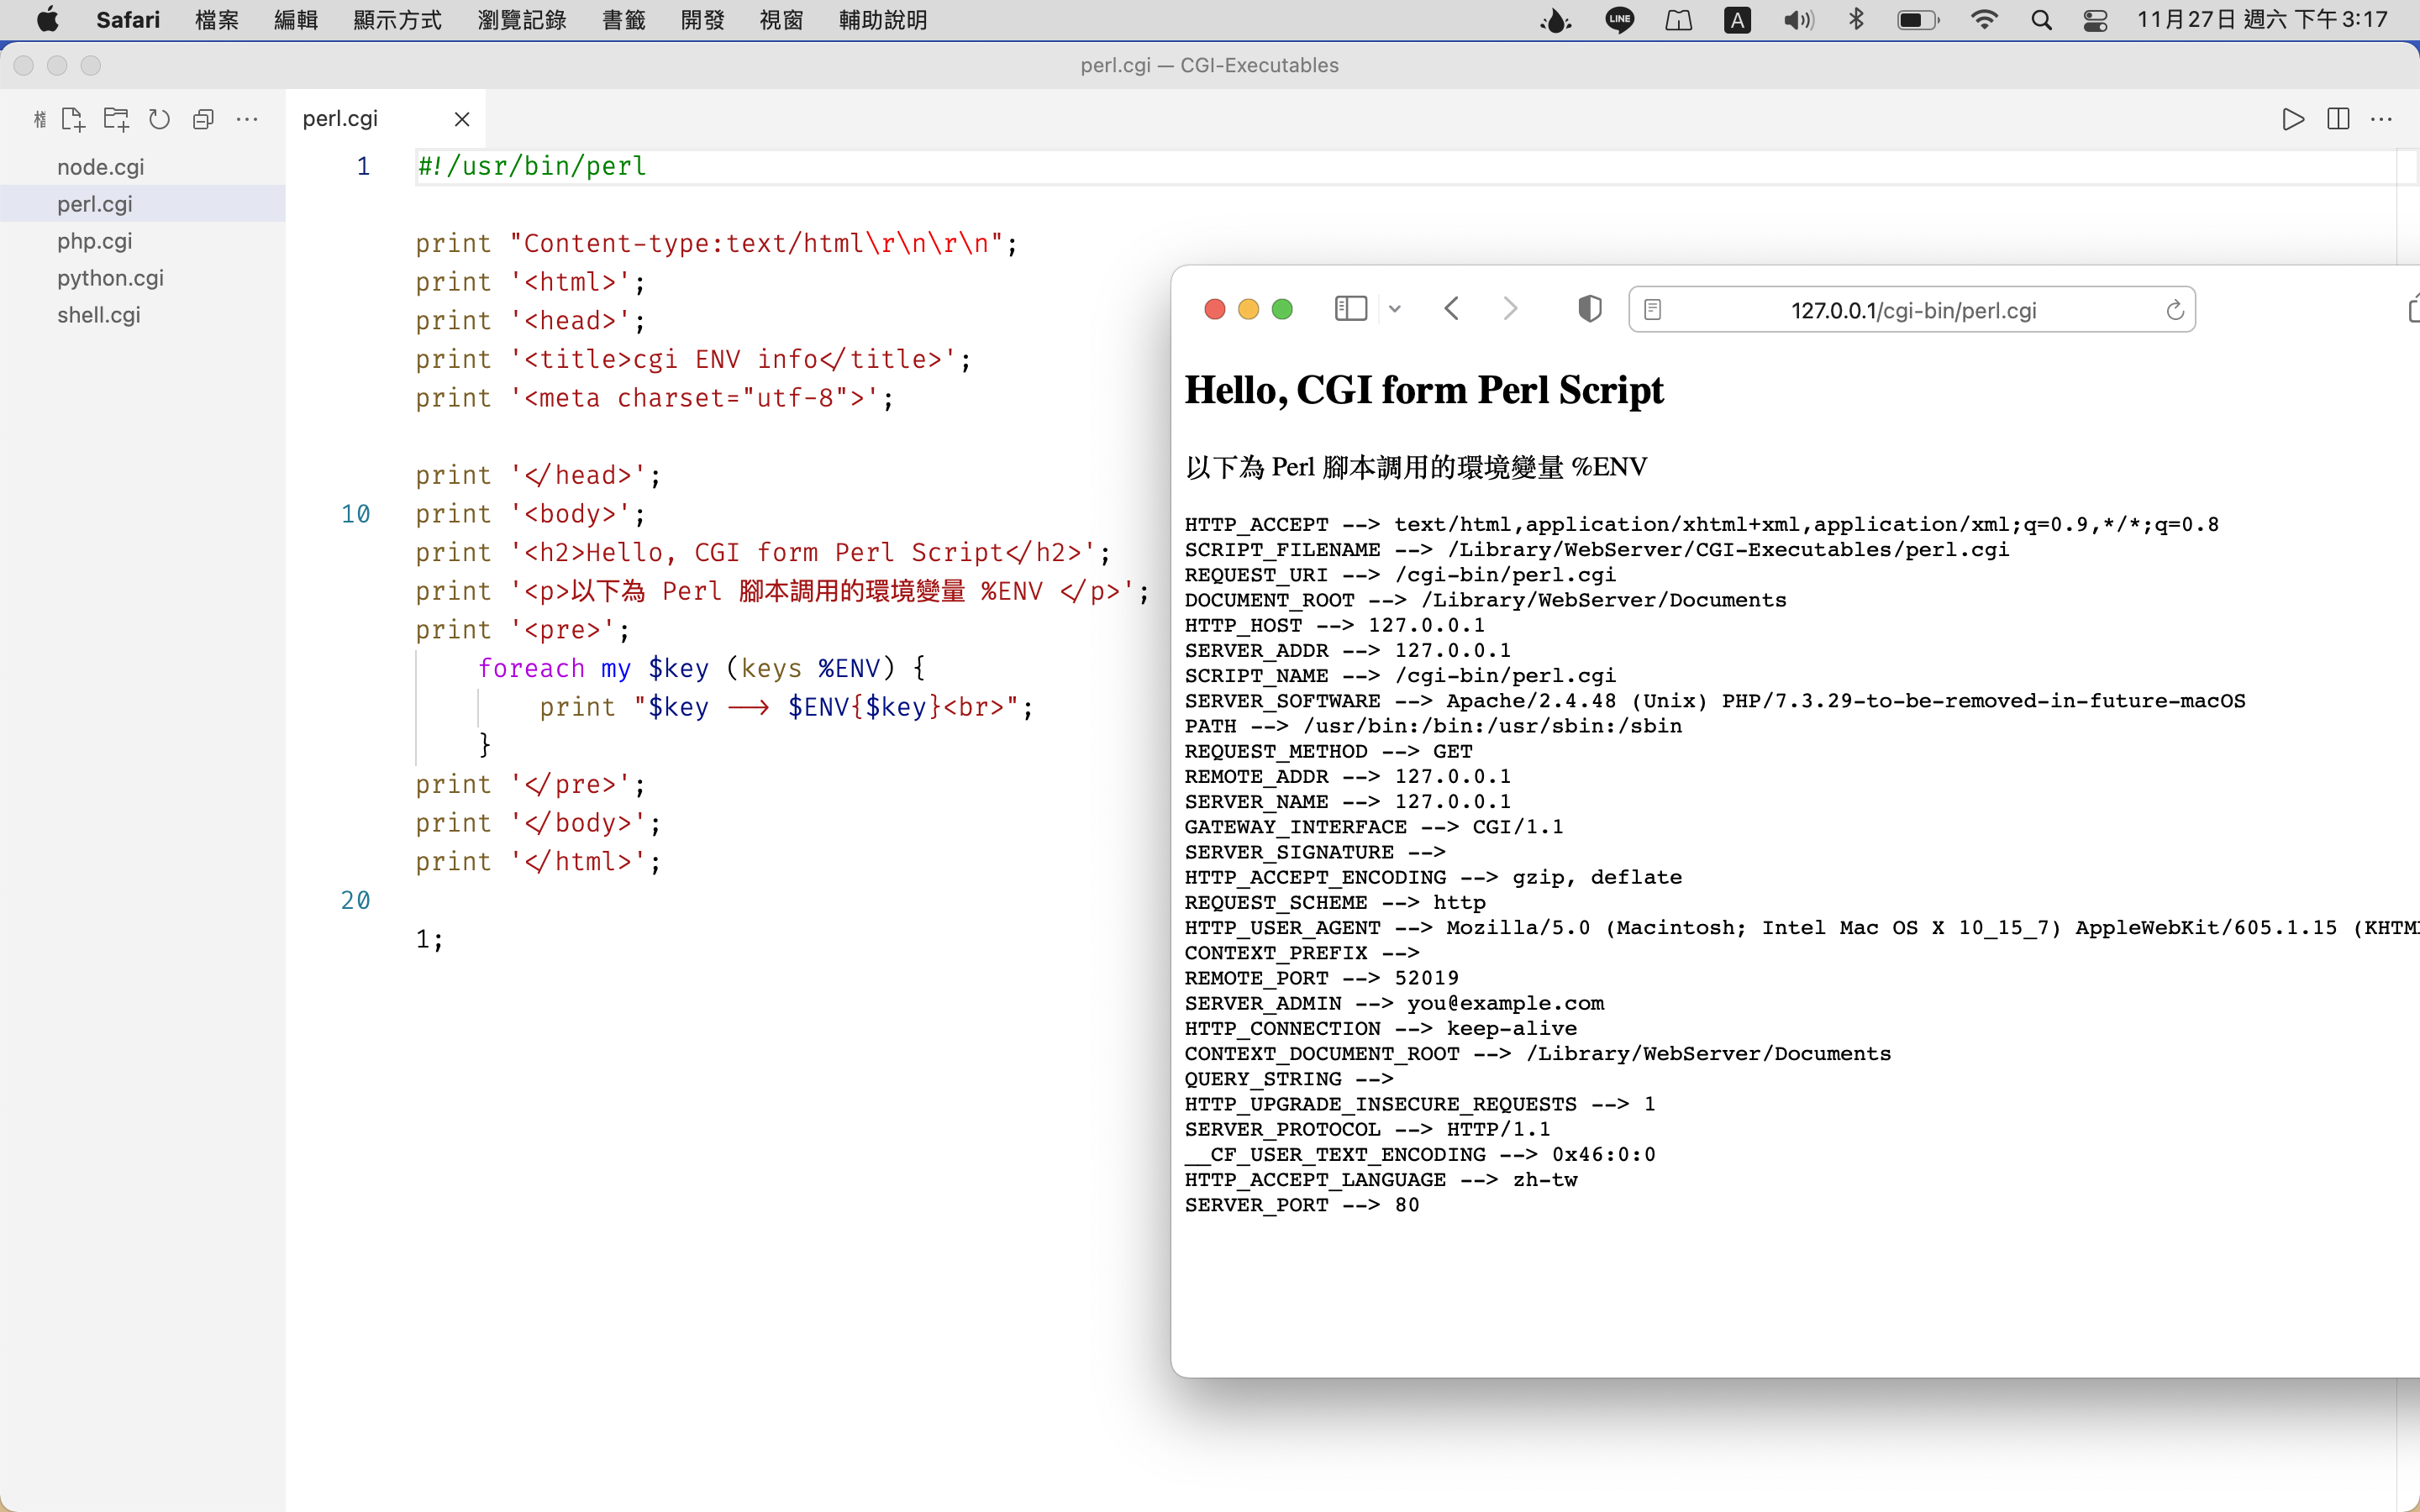 Safari 檔案 編輯 顯示方式 瀏覽記錄 書籤 開發 視窗 輔助說明 LINE A 11月27日 週六 下午3:17
perl.cgi — CGI-Executables
perl.cgi
node.cgi
perl.cgi
php.cgi
python.cgi
shell.cgi
1 #!/usr/bin/perl
print "Content-type:text/html\r\n\r\n";
print '<html>';
print '<head>';
print '<title>cgi ENV info</title>';
print '<meta charset="utf-8">';
print '</head>';
10 print '<body>';
print '<h2>Hello, CGI form Perl Script</h2>';
print '<p>以下為 Perl 腳本調用的環境變量 %ENV </p>';
print '<pre>';
foreach my $key (keys %ENV) {
print "$key --> $ENV{$key}<br>";
}
print '</pre>';
print '</body>';
print '</html>';
20
1;
127.0.0.1/cgi-bin/perl.cgi
Hello, CGI form Perl Script
以下為 Perl 腳本調用的環境變量 %ENV
HTTP_ACCEPT --> text/html,application/xhtml+xml,application/xml;q=0.9,*/*;q=0.8
SCRIPT_FILENAME --> /Library/WebServer/CGI-Executables/perl.cgi
REQUEST_URI --> /cgi-bin/perl.cgi
DOCUMENT_ROOT --> /Library/WebServer/Documents
HTTP_HOST --> 127.0.0.1
SERVER_ADDR --> 127.0.0.1
SCRIPT_NAME --> /cgi-bin/perl.cgi
SERVER_SOFTWARE --> Apache/2.4.48 (Unix) PHP/7.3.29-to-be-removed-in-future-macOS
PATH --> /usr/bin:/bin:/usr/sbin:/sbin
REQUEST_METHOD --> GET
REMOTE_ADDR --> 127.0.0.1
SERVER_NAME --> 127.0.0.1
GATEWAY_INTERFACE --> CGI/1.1
SERVER_SIGNATURE -->
HTTP_ACCEPT_ENCODING --> gzip, deflate
REQUEST_SCHEME --> http
HTTP_USER_AGENT --> Mozilla/5.0 (Macintosh; Intel Mac OS X 10_15_7) AppleWebKit/605.1.15
CONTEXT_PREFIX -->
REMOTE_PORT --> 52019
SERVER_ADMIN --> you@example.com
HTTP_CONNECTION --> keep-alive
CONTEXT_DOCUMENT_ROOT --> /Library/WebServer/Documents
QUERY_STRING -->
HTTP_UPGRADE_INSECURE_REQUESTS --> 1
SERVER_PROTOCOL --> HTTP/1.1
__CF_USER_TEXT_ENCODING --> 0x46:0:0
HTTP_ACCEPT_LANGUAGE --> zh-tw
SERVER_PORT --> 80